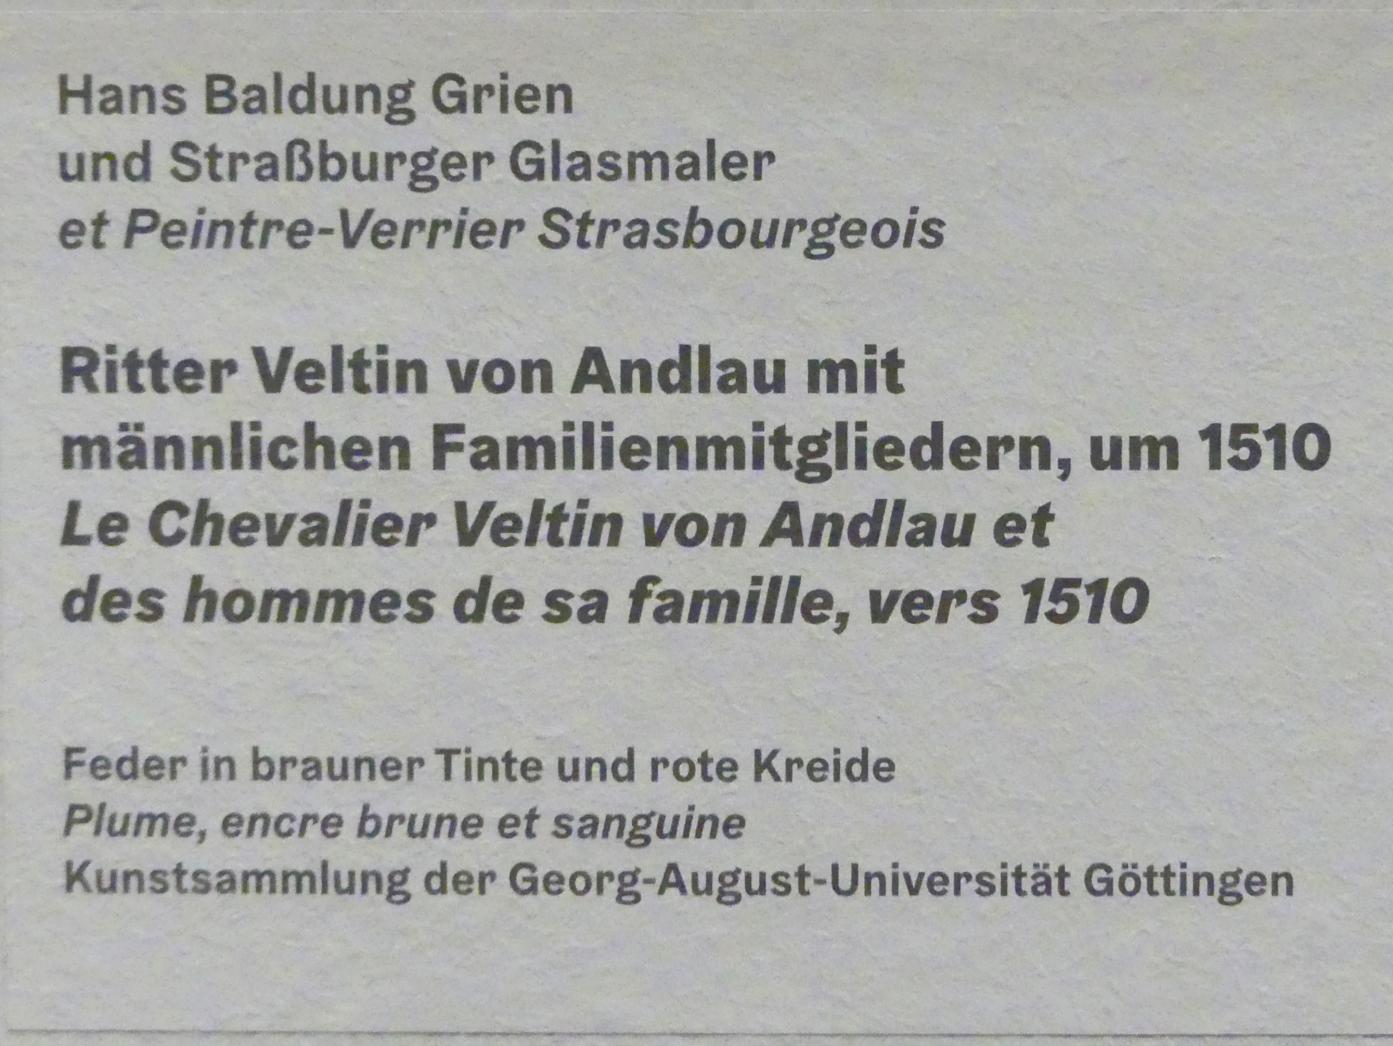 Hans Baldung Grien
und Straßburger Glasmaler
et Peintre-Verrier Strasbourgeois
Ritter Veltin von Andlau mit
männlichen Familienmitgliedern, um 1510
Le Chevalier Veltin von Andlau et
des hommes de sa famille, vers 1510
Feder in brauner Tinte und rote Kreide
Plume, encre brune et sanguine
Kunstsammlung der Georg-August-Universität Göttingen